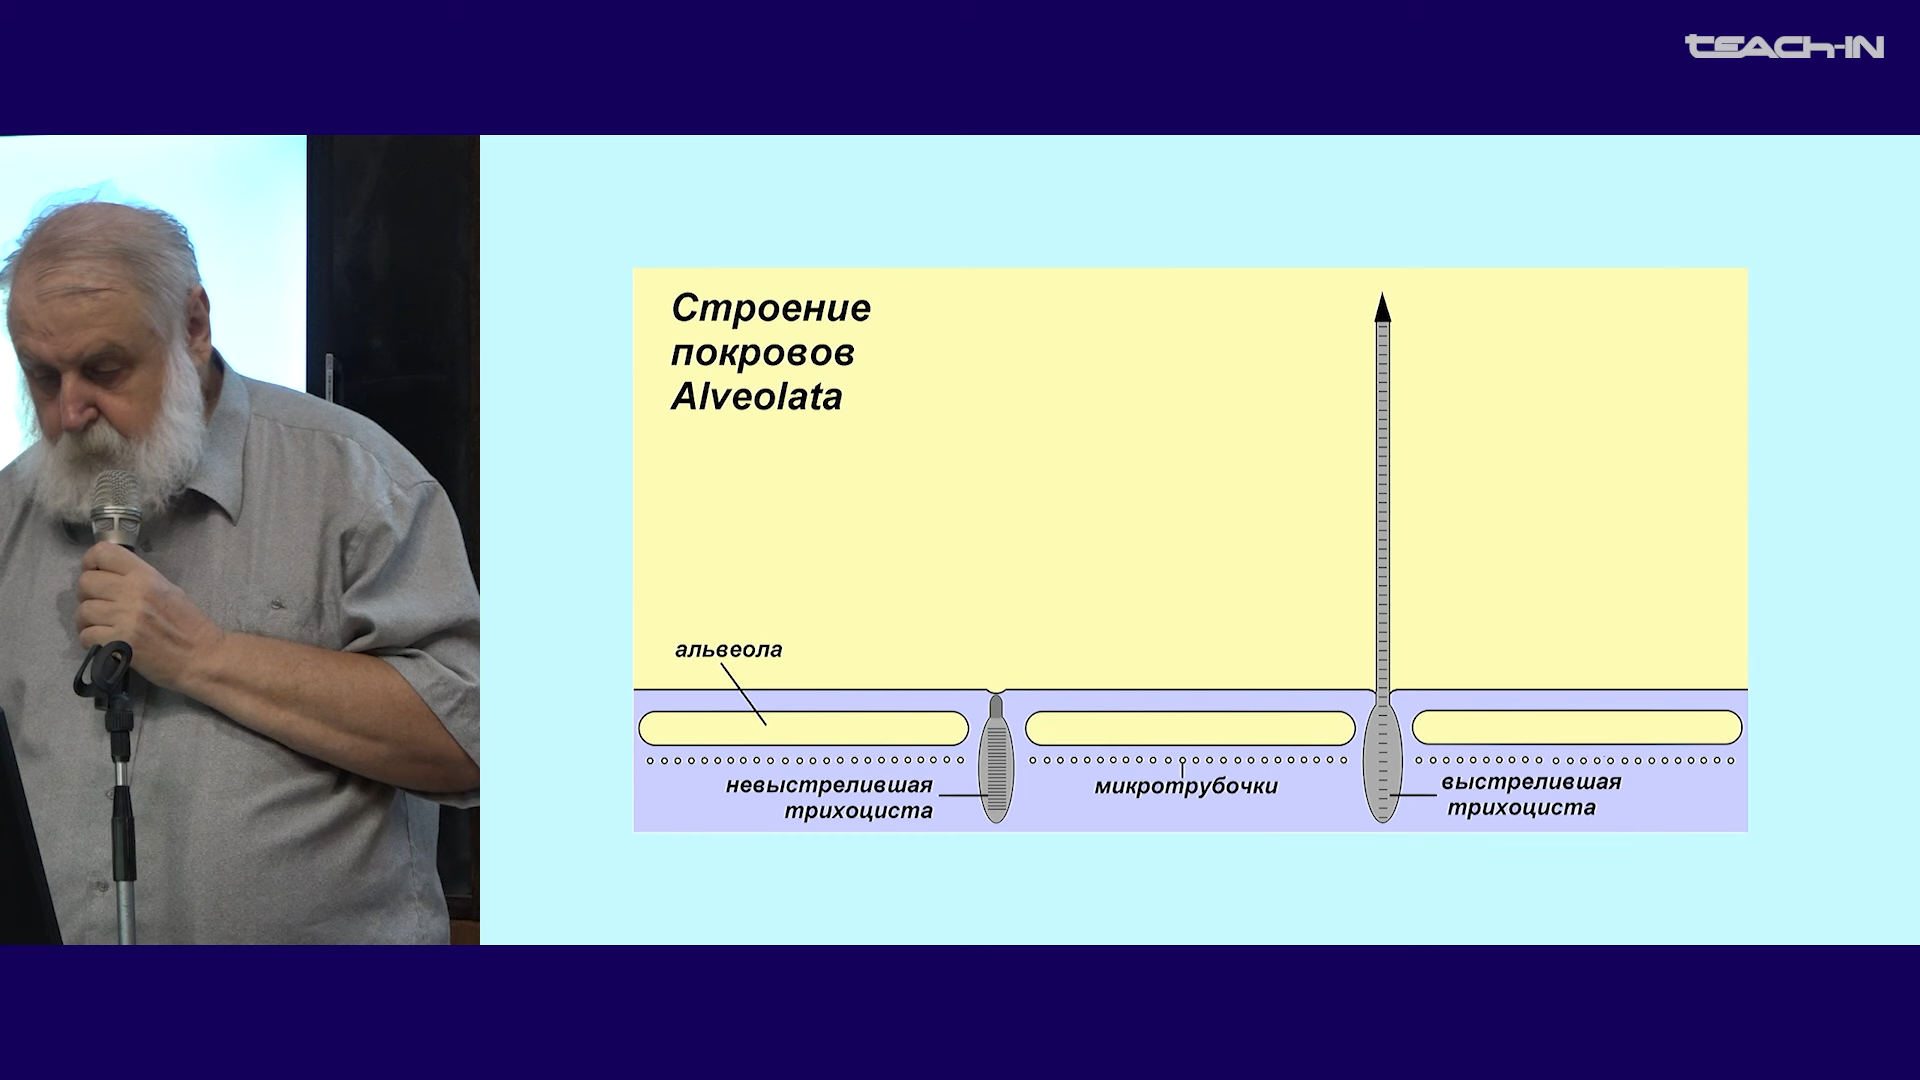 teach-in
Строение
покровов
Alveolata
альвеола
невыстрелившая
трихоциста
микротрубочки
выстрелившая
трихоциста